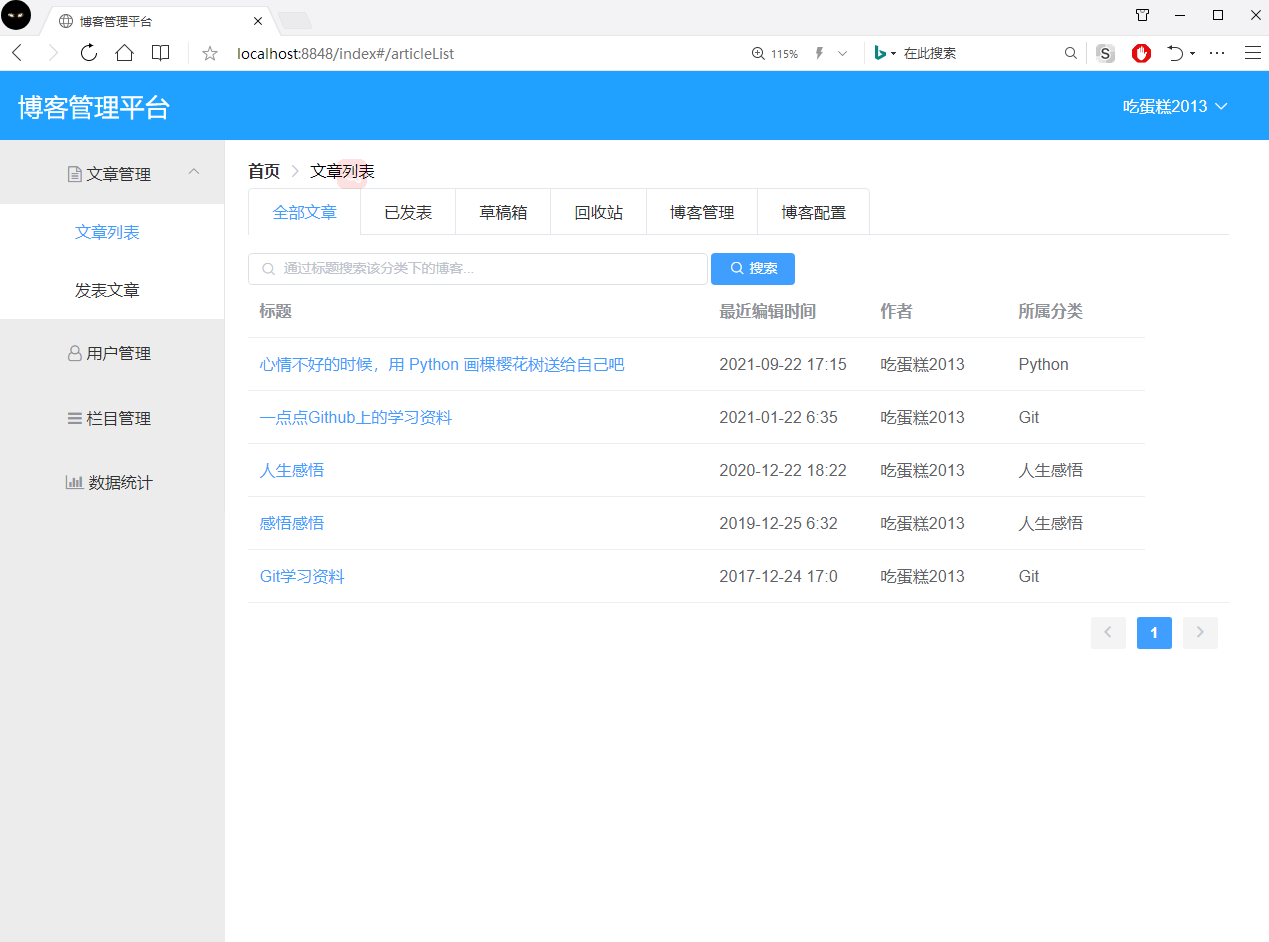 博客管理平台
localhost:8848/index#/articleList
115%
在此搜索
S
博客管理平台
吃蛋糕2013
文章管理
文章列表
发表文章
用户管理
栏目管理
数据统计
首页 文章列表
全部文章 已发表 草稿箱 回收站 博客管理 博客配置
通过标题搜索该分类下的博客...
搜索
标题 最近编辑时间 作者 所属分类
心情不好的时候，用 Python 画棵樱花树送给自己吧 2021-09-22 17:15 吃蛋糕2013 Python
一点点Github上的学习资料 2021-01-22 6:35 吃蛋糕2013 Git
人生感悟 2020-12-22 18:22 吃蛋糕2013 人生感悟
感悟感悟 2019-12-25 6:32 吃蛋糕2013 人生感悟
Git学习资料 2017-12-24 17:0 吃蛋糕2013 Git
1